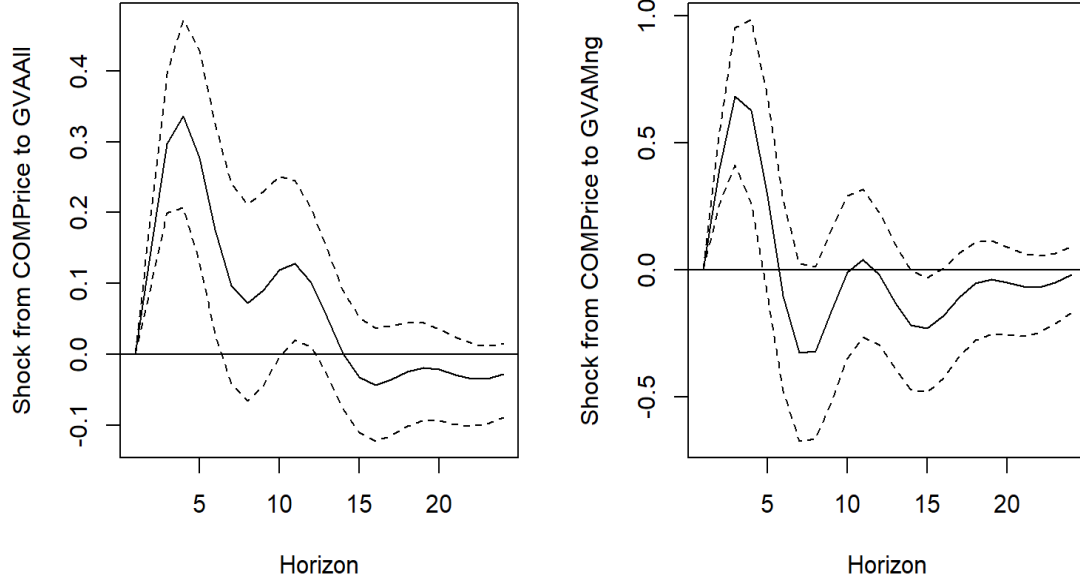 Shock from COMPrice to GVAAll
0.4
0.3
0.2
0.1
0.0
-0.1
5 10 15 20
Horizon
Shock from COMPrice to GVAMng
1.0
0.5
0.0
-0.5
5 10 15 20
Horizon